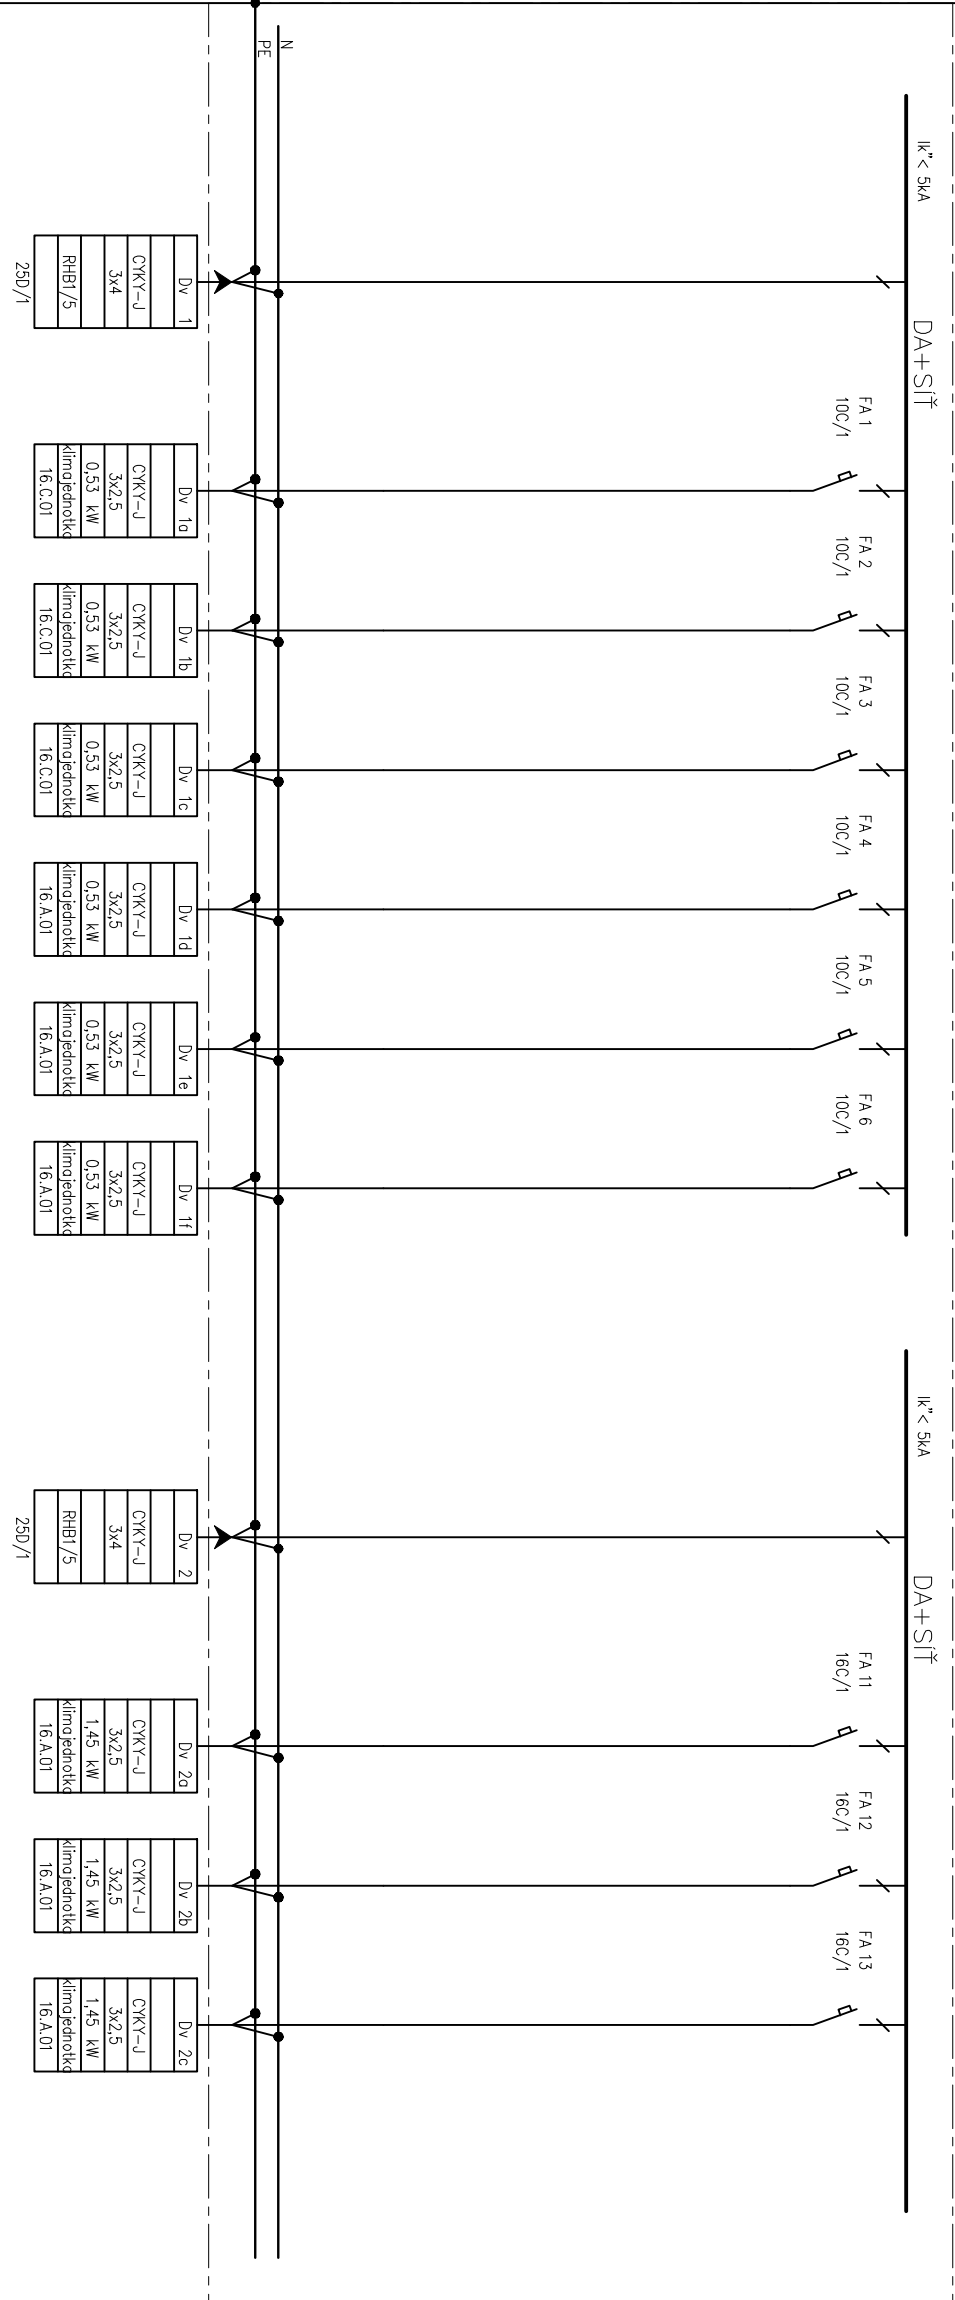 Ik"< 5kA
DA+SÍŤ
FA 1
10C/1
FA 2
10C/1
FA 3
10C/1
FA 4
10C/1
FA 5
10C/1
FA 6
10C/1
Ik"< 5kA
DA+SÍŤ
FA 11
16C/1
FA 12
16C/1
FA 13
16C/1
N
PE
Dv 1
CYKY-J
3x4
RHB1/5
25D/1
Dv 1a
CYKY-J
3x2,5
0,53 kW
klimajednotka
16.C.01
Dv 1b
CYKY-J
3x2,5
0,53 kW
klimajednotka
16.C.01
Dv 1c
CYKY-J
3x2,5
0,53 kW
klimajednotka
16.C.01
Dv 1d
CYKY-J
3x2,5
0,53 kW
klimajednotka
16.A.01
Dv 1e
CYKY-J
3x2,5
0,53 kW
klimajednotka
16.A.01
Dv 1f
CYKY-J
3x2,5
0,53 kW
klimajednotka
16.A.01
Dv 2
CYKY-J
3x4
RHB1/5
25D/1
Dv 2a
CYKY-J
3x2,5
1,45 kW
klimajednotka
16.A.01
Dv 2b
CYKY-J
3x2,5
1,45 kW
klimajednotka
16.A.01
Dv 2c
CYKY-J
3x2,5
1,45 kW
klimajednotka
16.A.01